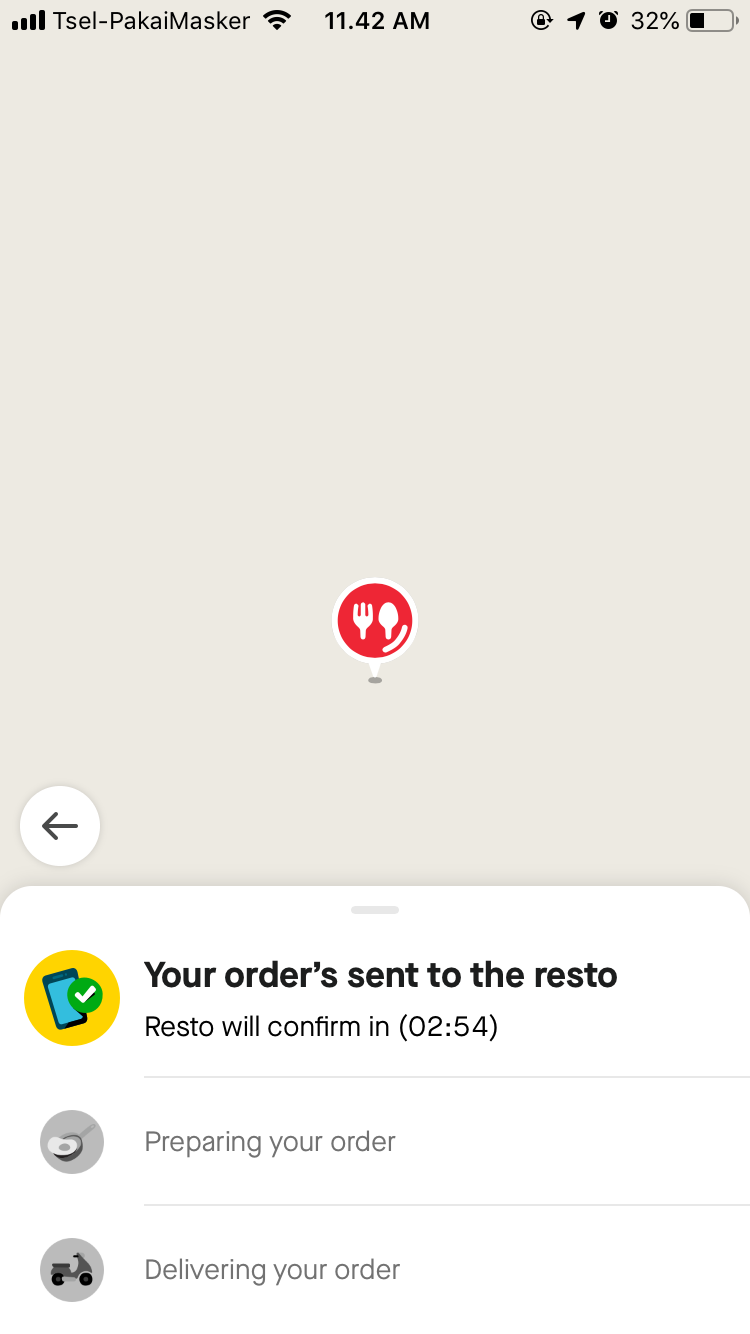 Tsel-PakaiMasker 11.42 AM 32%
Your order’s sent to the resto
Resto will confirm in (02:54)
Preparing your order
Delivering your order